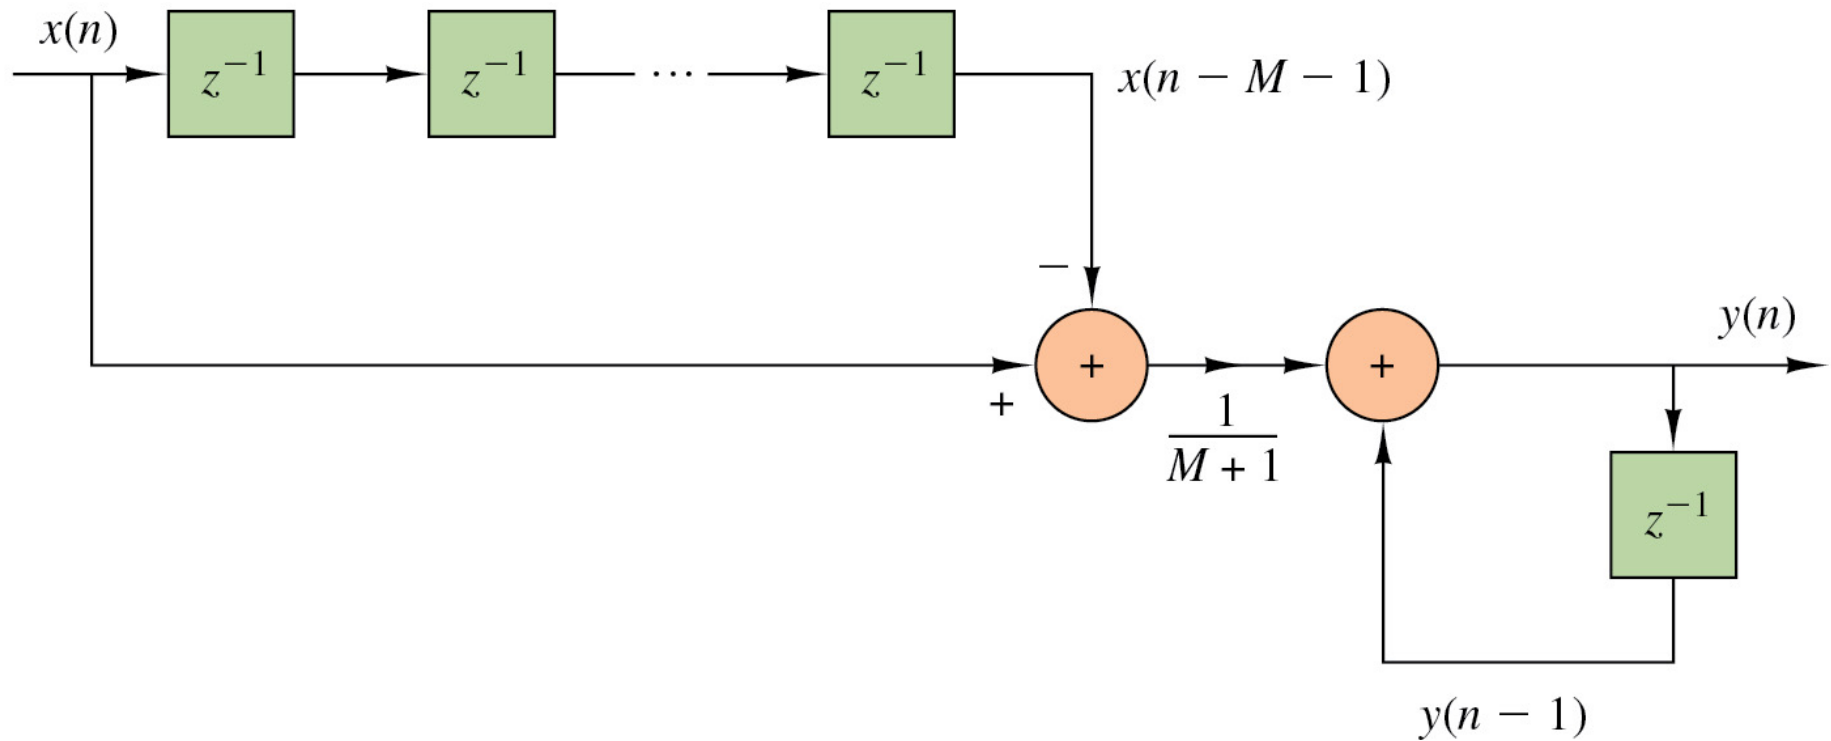 x(n)
z⁻¹
z⁻¹
...
z⁻¹
x(n − M − 1)
−
y(n)
+
+
+
1
M + 1
z⁻¹
y(n − 1)